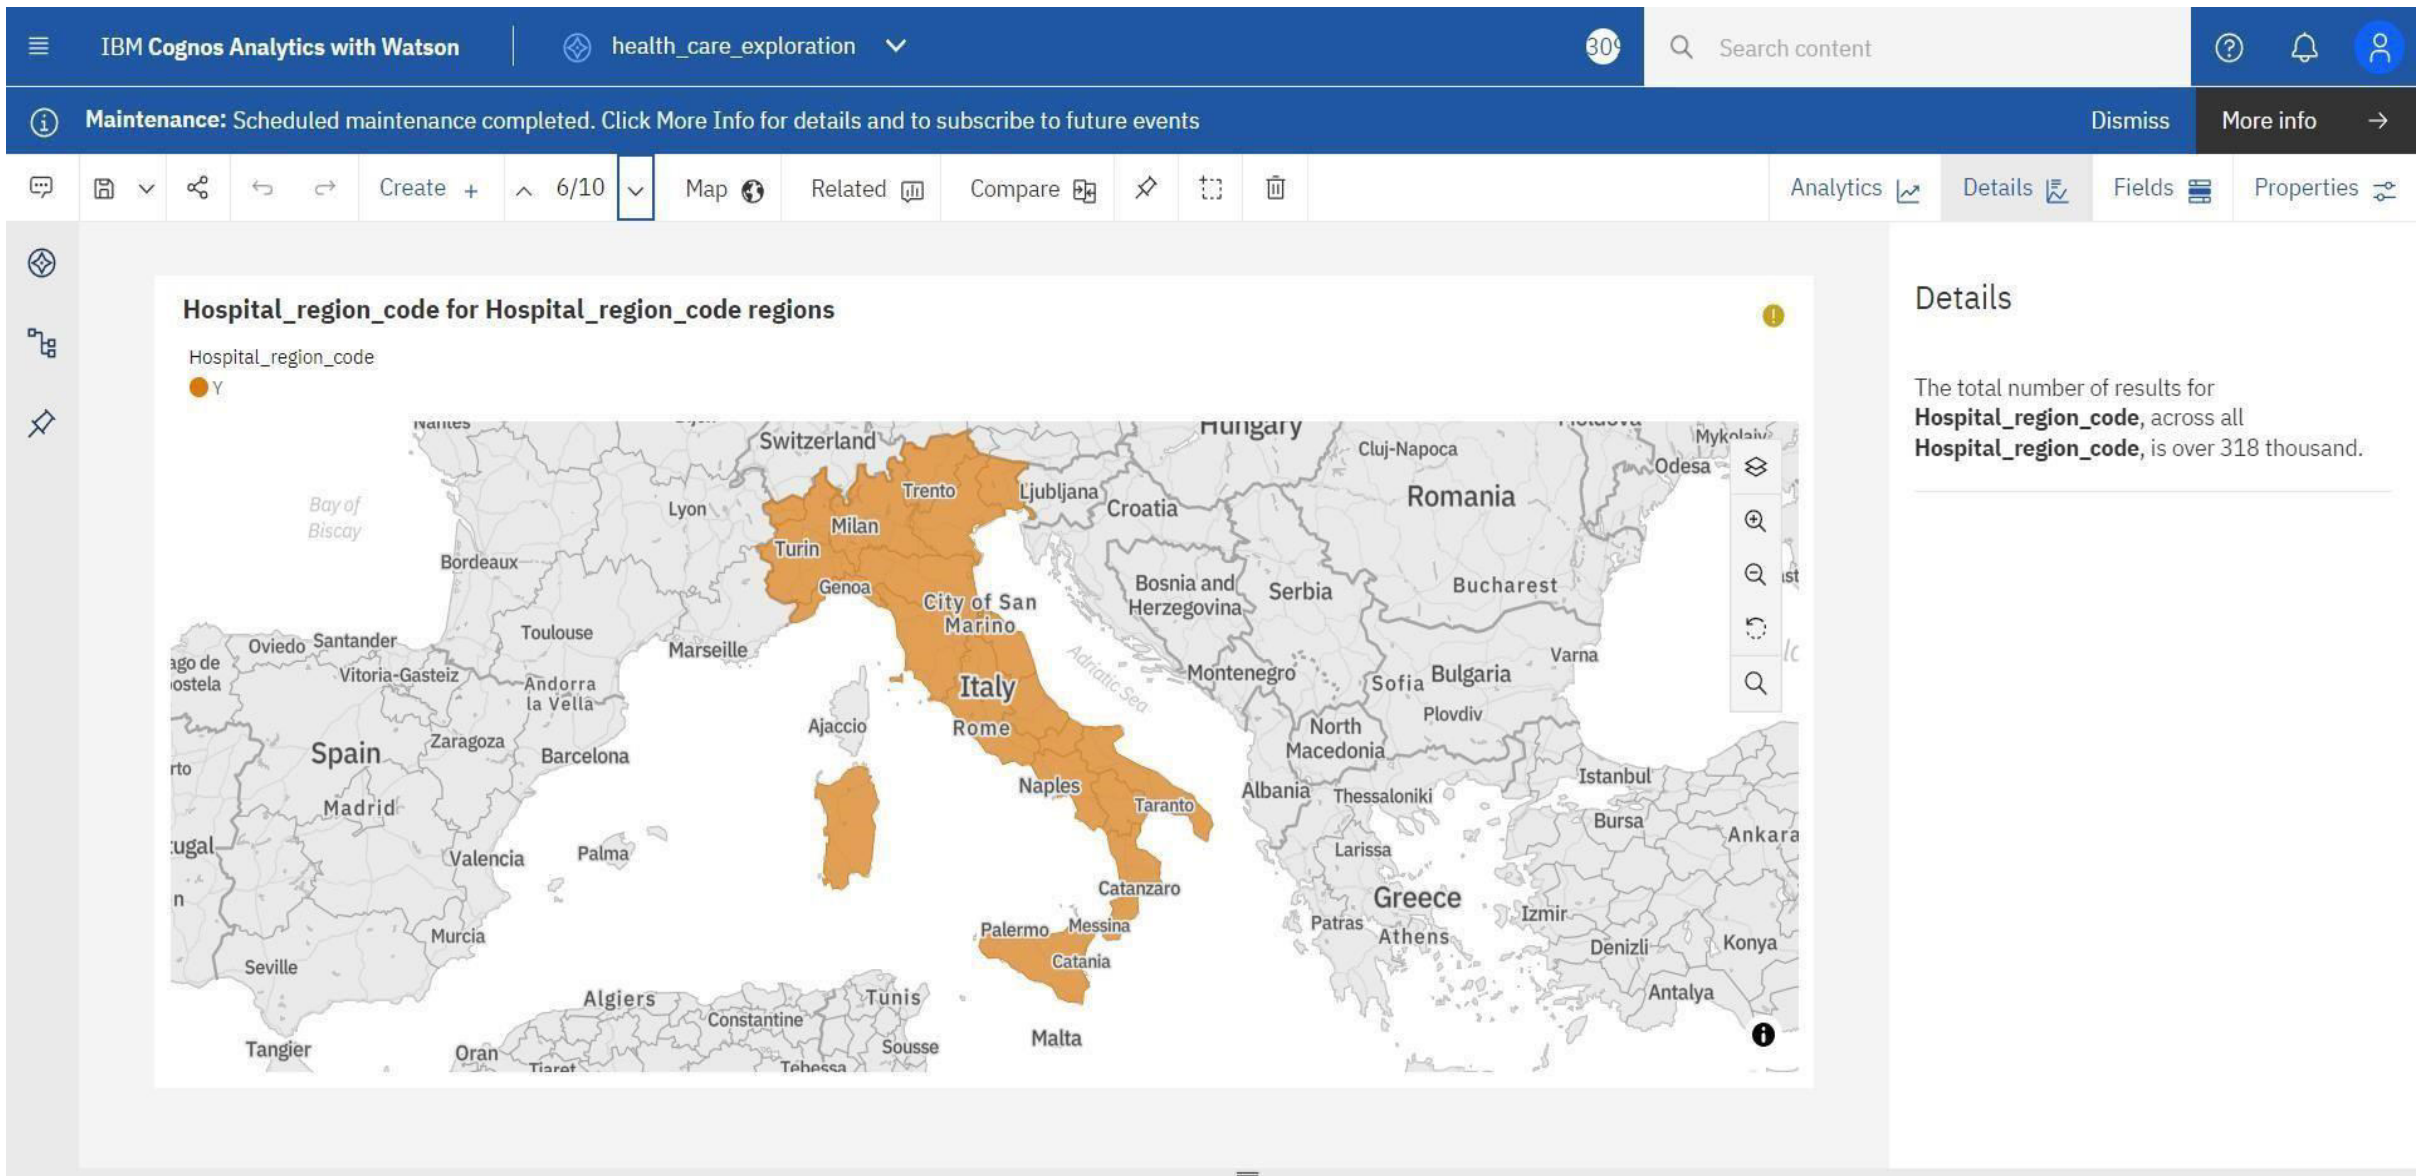 IBM Cognos Analytics with Watson
health_care_exploration
Search content
Maintenance: Scheduled maintenance completed. Click More Info for details and to subscribe to future events
Dismiss
More info
Create +
6/10
Map
Related
Compare
Analytics
Details
Fields
Properties
Hospital_region_code for Hospital_region_code regions
Hospital_region_code
Y
Details
The total number of results for
Hospital_region_code, across all
Hospital_region_code, is over 318 thousand.
Nantes
Switzerland
Hungary
Cluj-Napoca
Mykolaiv
Odesa
Bay of
Biscay
Lyon
Trento
Ljubljana
Croatia
Romania
Milan
Turin
Bordeaux
Genoa
Bosnia and
Herzegovina
Serbia
Bucharest
City of San
Marino
Oviedo
Santander
Toulouse
Marseille
Adriatic Sea
Varna
Vitoria-Gasteiz
Andorra
la Vella
Italy
Montenegro
Sofia
Bulgaria
Ajaccio
Rome
Plovdiv
North
Macedonia
Spain
Zaragoza
Barcelona
Naples
Albania
Thessaloniki
Istanbul
Madrid
Taranto
Bursa
Ankara
Valencia
Palma
Larissa
Catanzaro
Greece
Murcia
Palermo
Messina
Patras
Athens
Izmir
Denizli
Konya
Seville
Catania
Antalya
Algiers
Constantine
Tunis
Malta
Tangier
Oran
Sousse
Tiaret
Tebessa